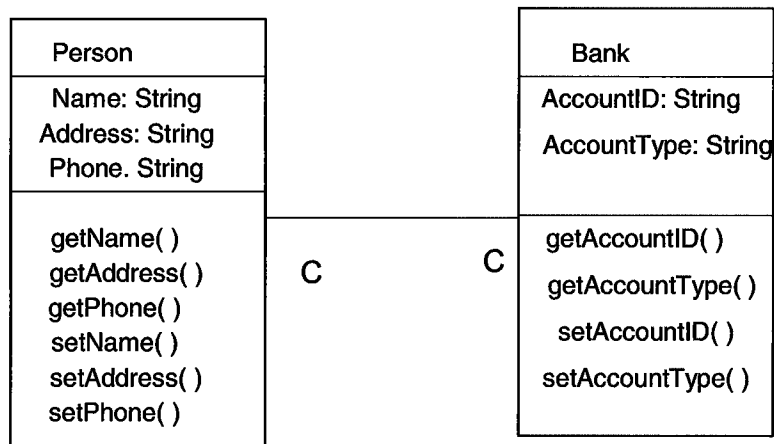 Person
Name: String
Address: String
Phone. String
getName( )
getAddress( )
getPhone( )
setName( )
setAddress( )
setPhone( )
C
C
Bank
AccountID: String
AccountType: String
getAccountID( )
getAccountType( )
setAccountID( )
setAccountType( )